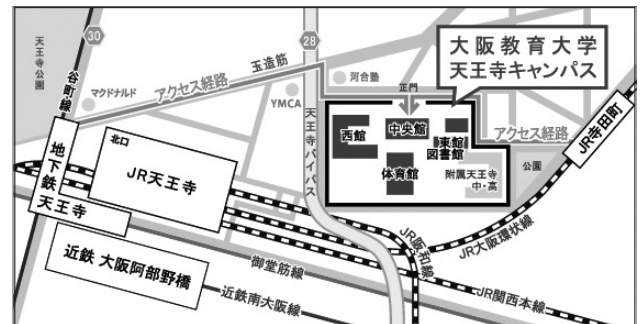 30
28
天王寺公園
谷町線
マクドナルド
アクセス経路
玉造筋
YMCA
河合塾
大阪教育大学
天王寺キャンパス
正門
西館
中央館
東館
図書館
体育館
附属天王寺
中・高
アクセス経路
公園
JR寺田町
天王寺バイパス
北口
JR天王寺
地下鉄
天王寺
近鉄 大阪阿部野橋
御堂筋線
近鉄南大阪線
JR阪和線
JR大阪環状線
JR関西本線